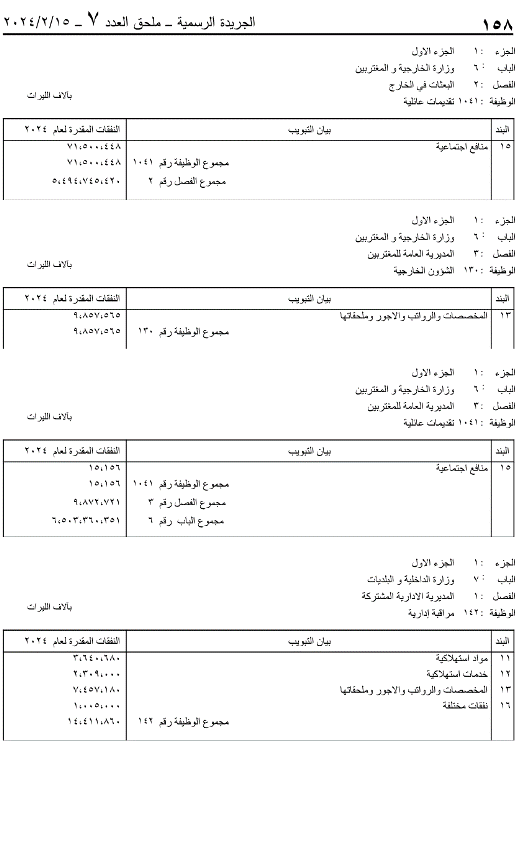 ١٥٨ الجريدة الرسمية ــ ملحق العدد ٧ ــ ٢٠٢٤/٢/١٥
الجزء : ١ الجزء الاول
الباب : ٦ وزارة الخارجية و المغتربين
الفصل : ٢ البعثات في الخارج
الوظيفة : ١٠٤١ تقديمات عائلية
بآلاف الليرات
البند بيان التبويب النفقات المقدرة لعام ٢٠٢٤
١٥ منافع اجتماعية ٧١،٥٠٠،٤٤٨
مجموع الوظيفة رقم ١٠٤١ ٧١،٥٠٠،٤٤٨
مجموع الفصل رقم ٢ ٥،٤٩٤،٧٤٥،٤٢٠
الجزء : ١ الجزء الاول
الباب : ٦ وزارة الخارجية و المغتربين
الفصل : ٣ المديرية العامة للمغتربين
الوظيفة : ١٣٠ الشؤون الخارجية
بآلاف الليرات
البند بيان التبويب النفقات المقدرة لعام ٢٠٢٤
١٣ المخصصات والرواتب والاجور وملحقاتها ٩،٨٥٧،٥٦٥
مجموع الوظيفة رقم ١٣٠ ٩،٨٥٧،٥٦٥
الجزء : ١ الجزء الاول
الباب : ٦ وزارة الخارجية و المغتربين
الفصل : ٣ المديرية العامة للمغتربين
الوظيفة : ١٠٤١ تقديمات عائلية
بآلاف الليرات
البند بيان التبويب النفقات المقدرة لعام ٢٠٢٤
١٥ منافع اجتماعية ١٥،١٥٦
مجموع الوظيفة رقم ١٠٤١ ١٥،١٥٦
مجموع الفصل رقم ٣ ٩،٨٧٢،٧٢١
مجموع الباب رقم ٦ ٦،٥٠٣،٣٦٠،٣٥١
الجزء : ١ الجزء الاول
الباب : ٧ وزارة الداخلية و البلديات
الفصل : ١ المديرية الادارية المشتركة
الوظيفة : ١٤٢ مراقبة إدارية
بآلاف الليرات
البند بيان التبويب النفقات المقدرة لعام ٢٠٢٤
١١ مواد استهلاكية ٣،٦٤٠،٦٨٠
١٢ خدمات استهلاكية ٢،٣٠٩،٠٠٠
١٣ المخصصات والرواتب والاجور وملحقاتها ٧،٤٥٧،١٨٠
١٦ نفقات مختلفة ١،٠٠٥،٠٠٠
مجموع الوظيفة رقم ١٤٢ ١٤،٤١١،٨٦٠